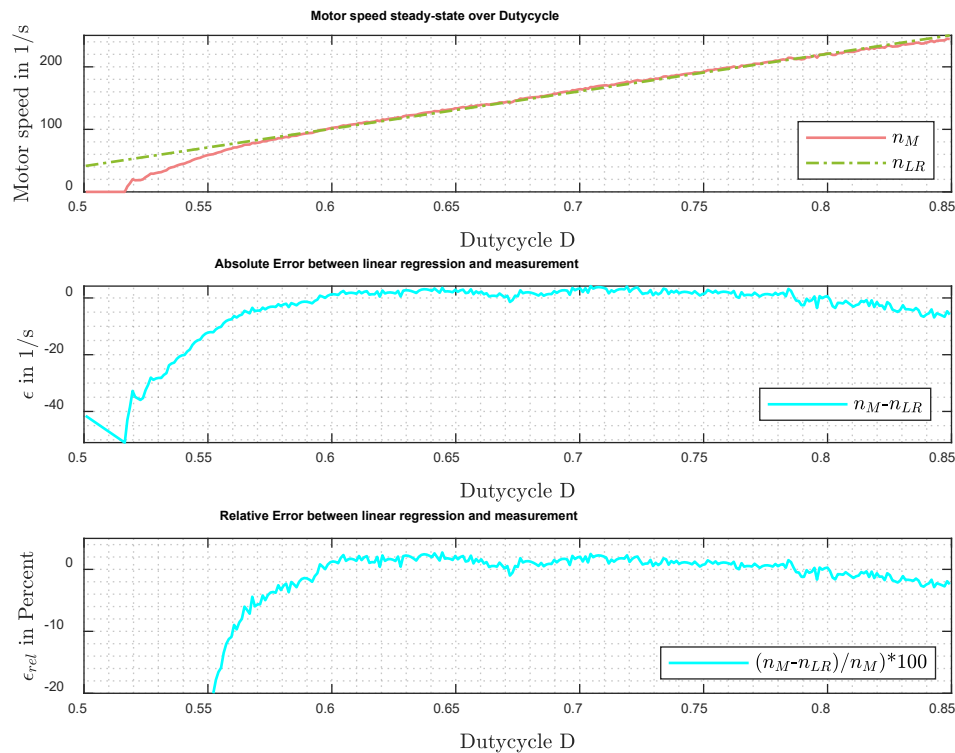 Motor speed steady-state over Dutycycle
Motor speed in 1/s
200
100
0
n_M
n_LR
0.5 0.55 0.6 0.65 0.7 0.75 0.8 0.85
Dutycycle D
Absolute Error between linear regression and measurement
ϵ in 1/s
0
-20
-40
n_M-n_LR
0.5 0.55 0.6 0.65 0.7 0.75 0.8 0.85
Dutycycle D
Relative Error between linear regression and measurement
ϵ_rel in Percent
0
-10
-20
(n_M-n_LR)/n_M)*100
0.5 0.55 0.6 0.65 0.7 0.75 0.8 0.85
Dutycycle D